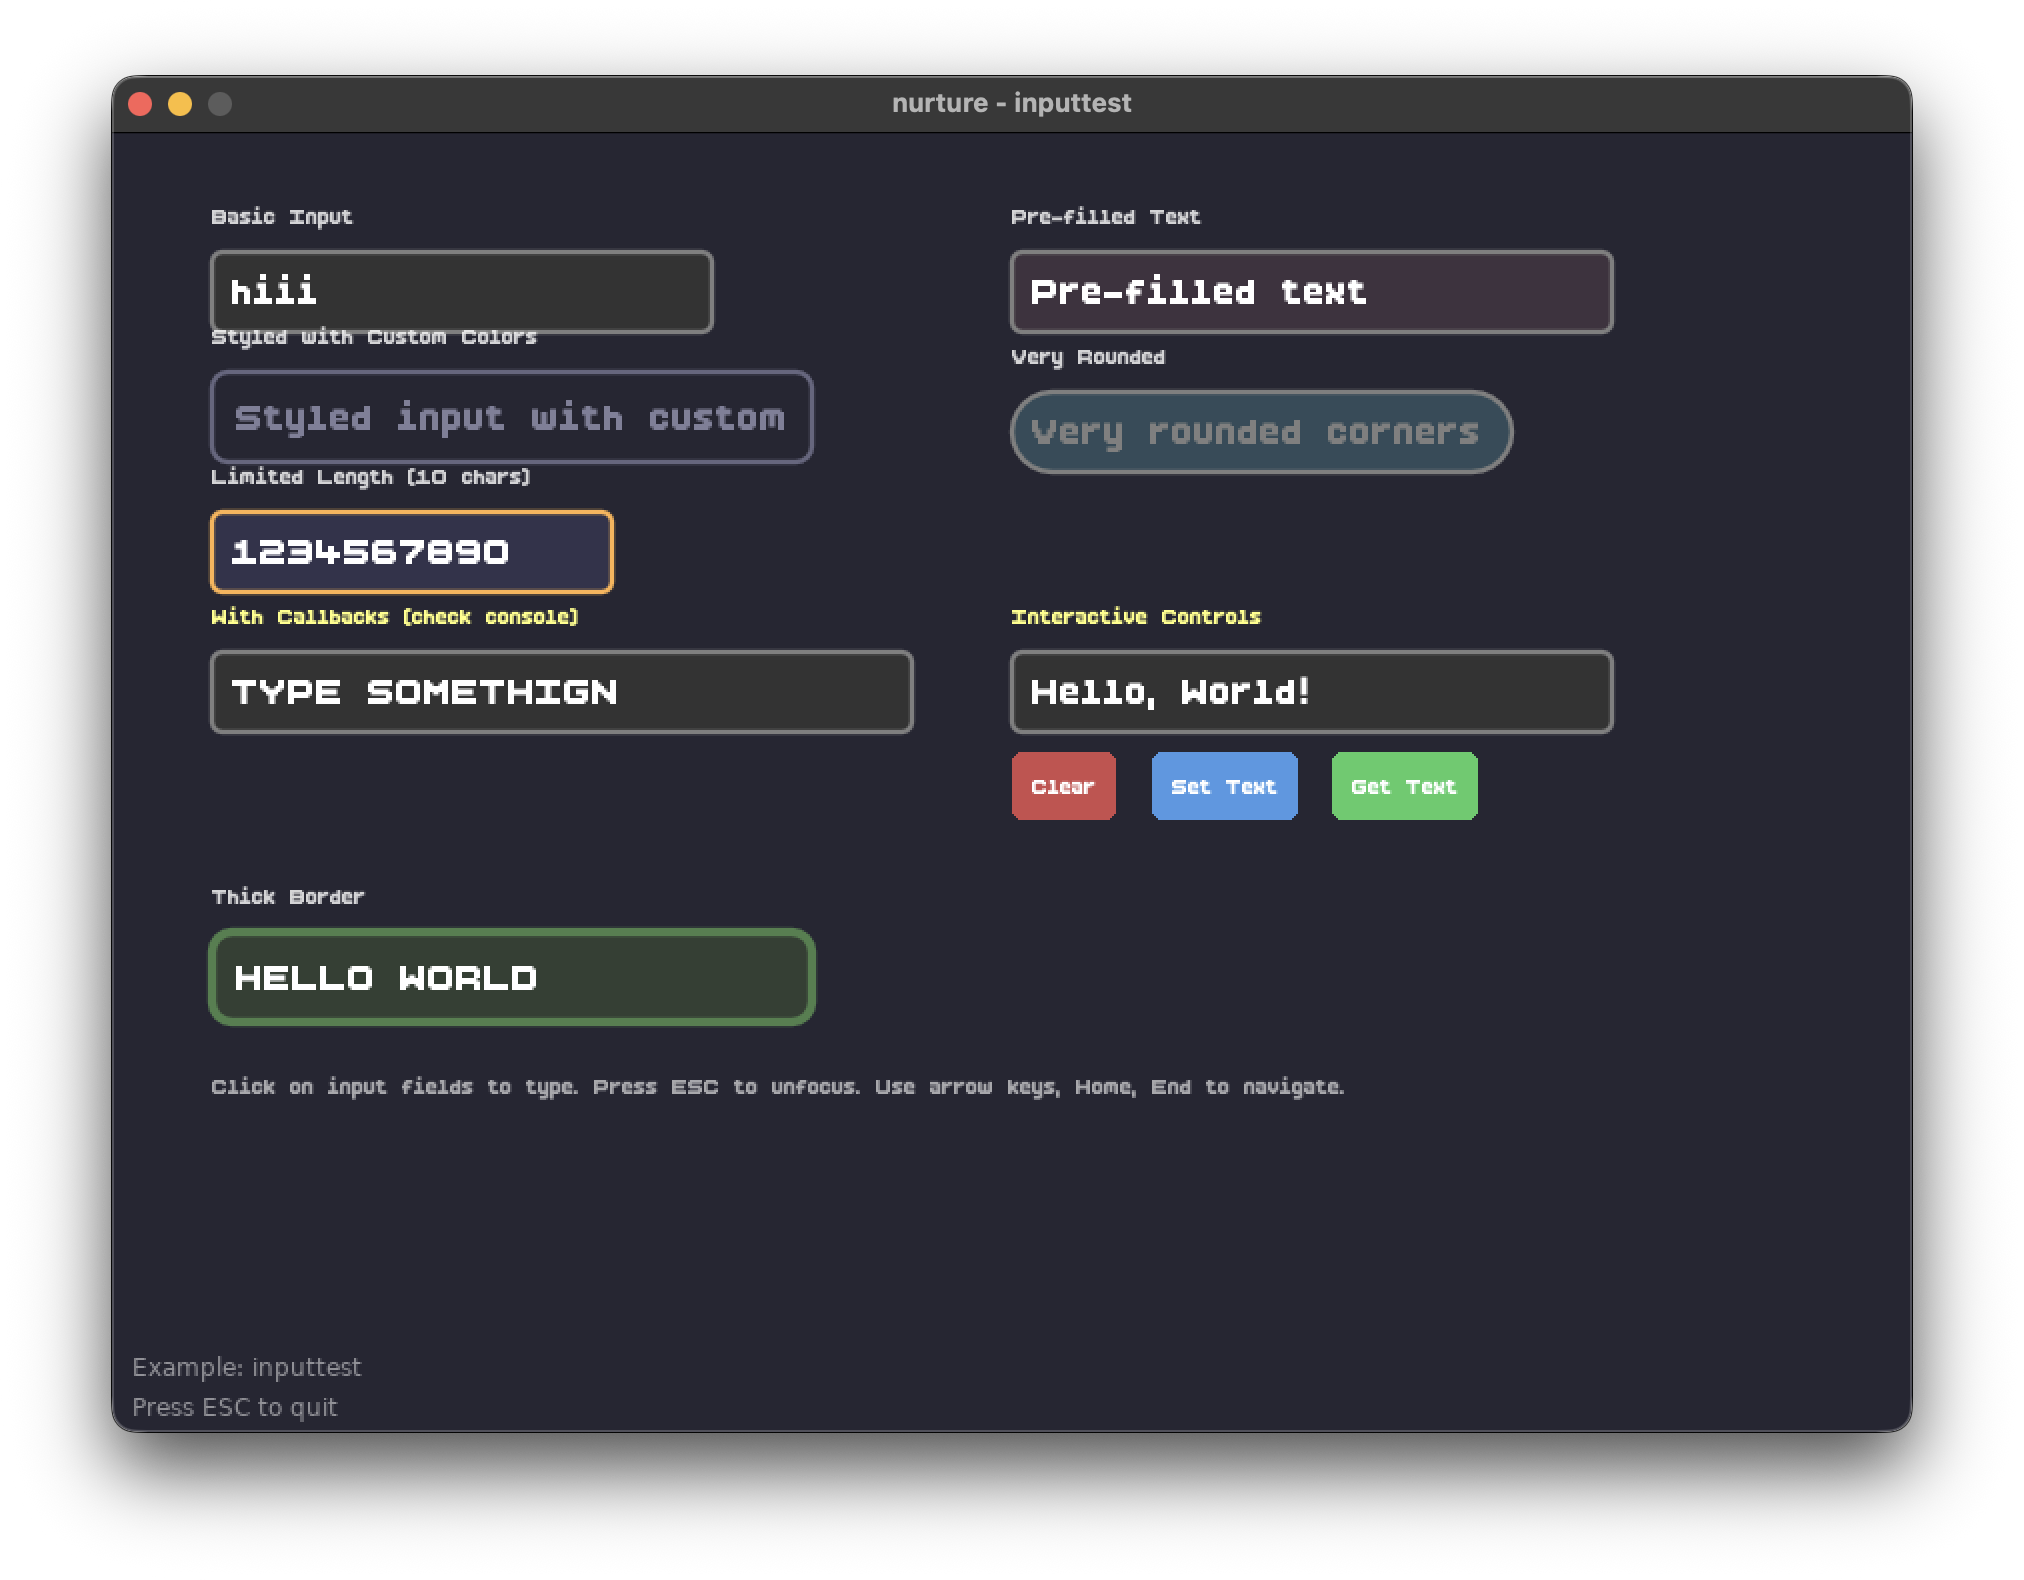 nurture - inputtest
Basic Input
hiii
Styled with Custom Colors
Styled input with custom
Limited Length (10 chars)
1234567890
With Callbacks (check console)
TYPE SOMETHIGN
Pre-filled Text
Pre-filled text
Very Rounded
Very rounded corners
Interactive Controls
Hello, World!
Clear Set Text Get Text
Thick Border
HELLO WORLD
Click on input fields to type. Press ESC to unfocus. Use arrow keys, Home, End to navigate.
Example: inputtest
Press ESC to quit